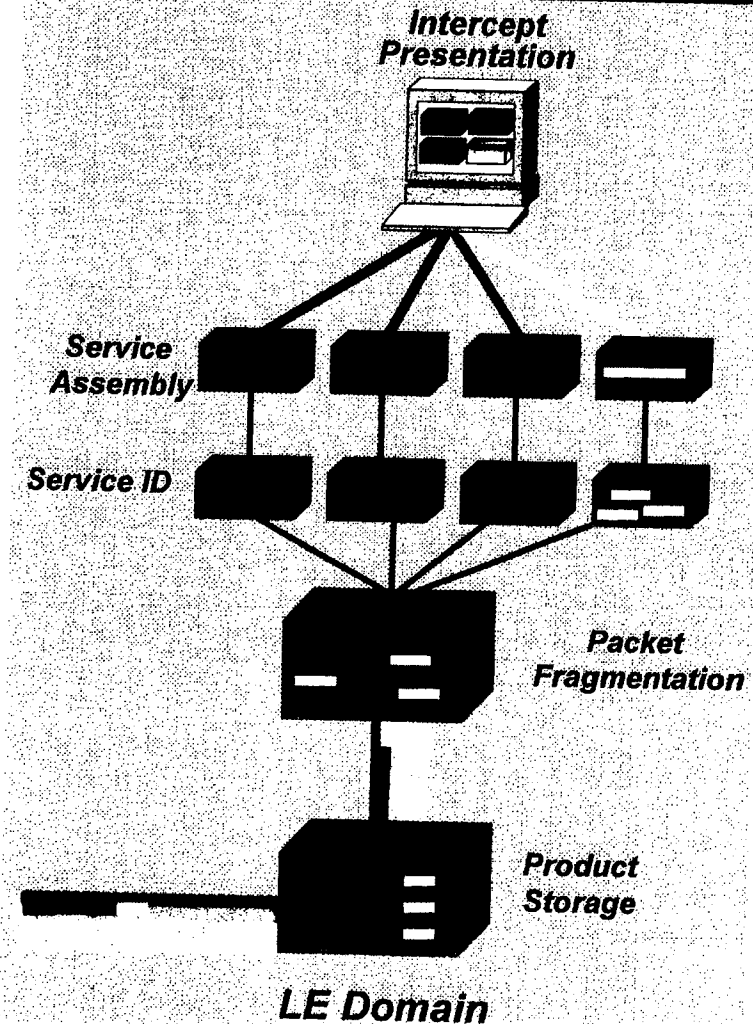 Intercept
Presentation
Service
Assembly
Service ID
Packet
Fragmentation
Product
Storage
LE Domain